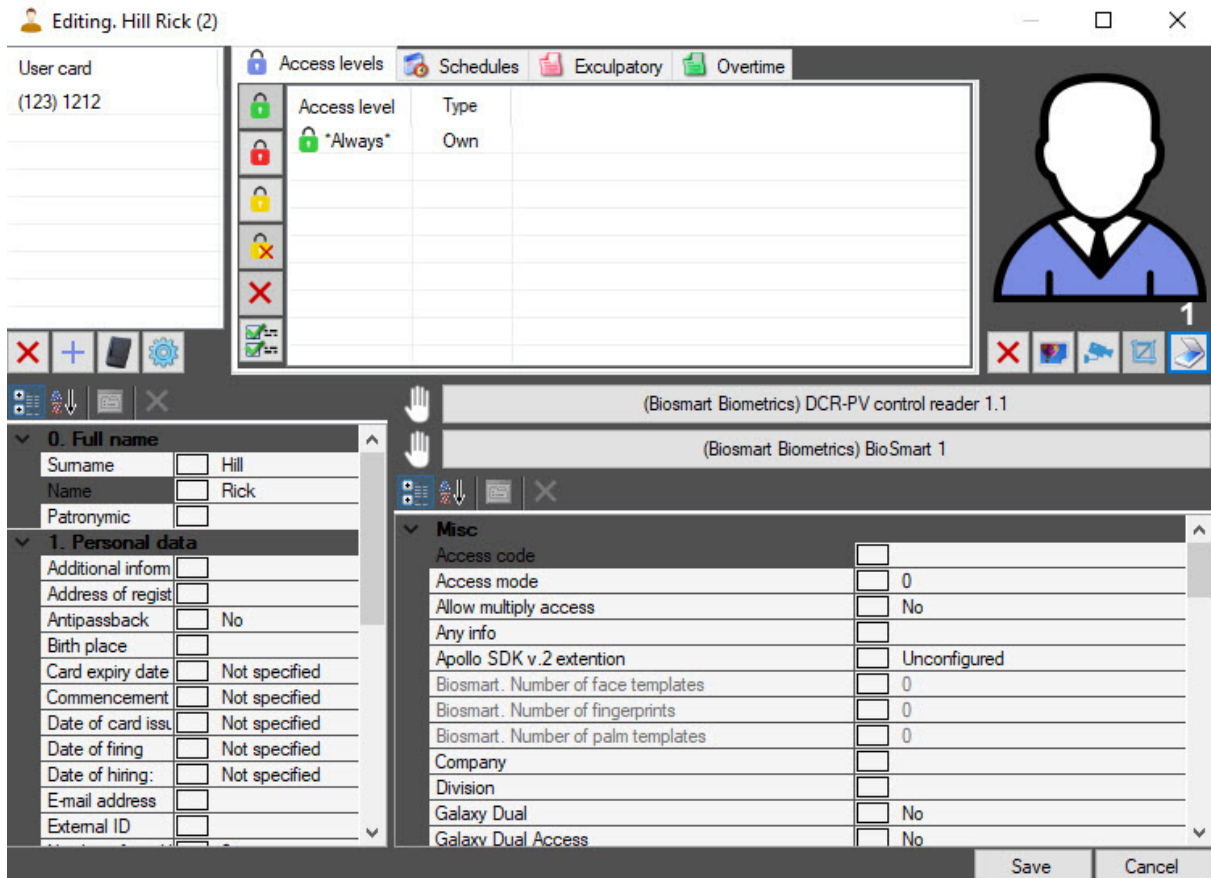 Editing. Hill Rick (2)
User card
(123) 1212
Access levels Schedules Exculpatory Overtime
Access level Type
*Always* Own
1
(Biosmart Biometrics) DCR-PV control reader 1.1
(Biosmart Biometrics) BioSmart 1
0. Full name
Surname Hill
Name Rick
Patronymic
1. Personal data
Additional inform
Address of regist
Antipassback No
Birth place
Card expiry date Not specified
Commencement Not specified
Date of card issu Not specified
Date of firing Not specified
Date of hiring: Not specified
E-mail address
External ID
Misc
Access code
Access mode 0
Allow multiply access No
Any info
Apollo SDK v.2 extention Unconfigured
Biosmart. Number of face templates 0
Biosmart. Number of fingerprints 0
Biosmart. Number of palm templates 0
Company
Division
Galaxy Dual No
Galaxy Dual Access No
Save Cancel